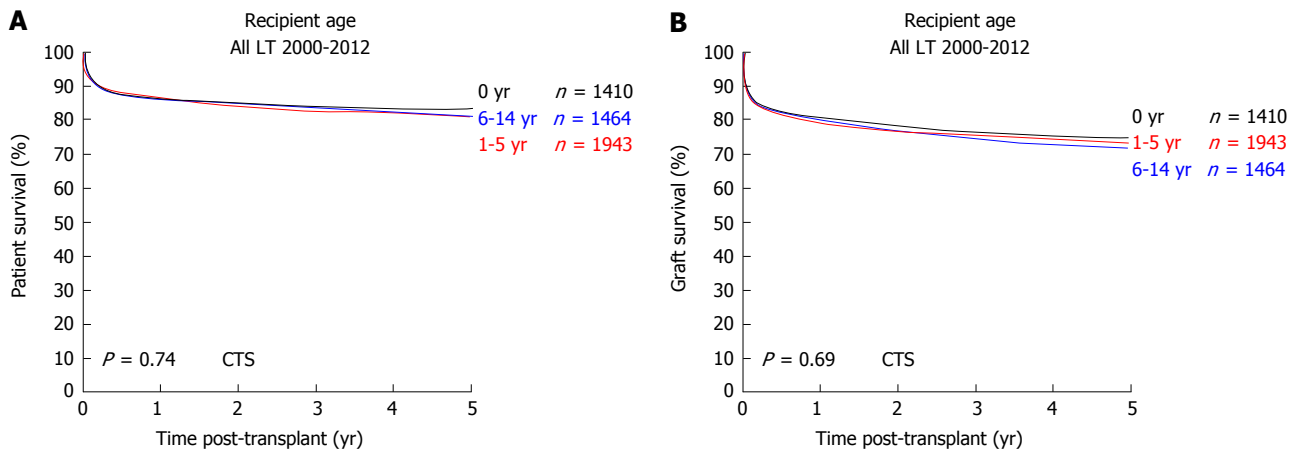 A
Recipient age
All LT 2000-2012
Patient survival (%)
100
90
80
70
60
50
40
30
20
10
0
0 yr n = 1410
6-14 yr n = 1464
1-5 yr n = 1943
P = 0.74 CTS
0 1 2 3 4 5
Time post-transplant (yr)
B
Recipient age
All LT 2000-2012
Graft survival (%)
100
90
80
70
60
50
40
30
20
10
0
0 yr n = 1410
1-5 yr n = 1943
6-14 yr n = 1464
P = 0.69 CTS
0 1 2 3 4 5
Time post-transplant (yr)